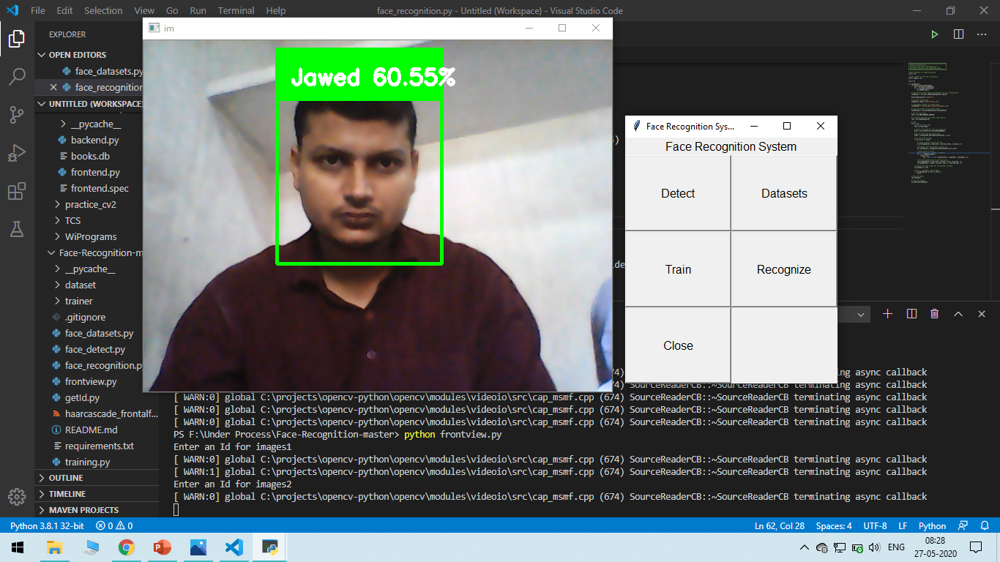 File Edit Selection View Go Run Terminal Help face_recognition.py - Untitled (Workspace) - Visual Studio Code
EXPLORER
OPEN EDITORS
face_datasets.py
face_recognition
UNTITLED (WORKSPACE)
__pycache__
backend.py
books.db
frontend.py
frontend.spec
practice_cv2
TCS
WiPrograms
Face-Recognition-m
__pycache__
dataset
trainer
.gitignore
face_datasets.py
face_detect.py
face_recognition.py
frontview.py
getId.py
haarcascade_frontalf...
README.md
requirements.txt
training.py
OUTLINE
TIMELINE
MAVEN PROJECTS
im
Jawed 60.55%
Face Recognition Sys...
Face Recognition System
Detect Datasets
Train Recognize
Close
74) SourceReaderCB::~SourceReaderCB terminating async callback
74) SourceReaderCB::~SourceReaderCB terminating async callback
[ WARN:0] global C:\projects\opencv-python\opencv\modules\videoio\src\cap_msmf.cpp (674) SourceReaderCB::~SourceReaderCB terminating async callback
[ WARN:0] global C:\projects\opencv-python\opencv\modules\videoio\src\cap_msmf.cpp (674) SourceReaderCB::~SourceReaderCB terminating async callback
[ WARN:0] global C:\projects\opencv-python\opencv\modules\videoio\src\cap_msmf.cpp (674) SourceReaderCB::~SourceReaderCB terminating async callback
PS F:\Under Process\Face-Recognition-master> python frontview.py
Enter an Id for images1
[ WARN:0] global C:\projects\opencv-python\opencv\modules\videoio\src\cap_msmf.cpp (674) SourceReaderCB::~SourceReaderCB terminating async callback
[ WARN:1] global C:\projects\opencv-python\opencv\modules\videoio\src\cap_msmf.cpp (674) SourceReaderCB::~SourceReaderCB terminating async callback
Enter an Id for images2
[ WARN:0] global C:\projects\opencv-python\opencv\modules\videoio\src\cap_msmf.cpp (674) SourceReaderCB::~SourceReaderCB terminating async callback
Python 3.8.1 32-bit 0 0 Ln 62, Col 28 Spaces: 4 UTF-8 LF Python
ENG 08:28
27-05-2020